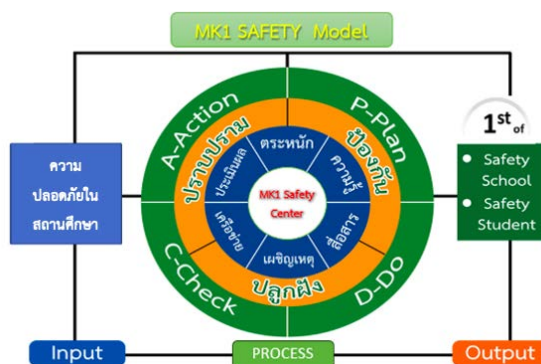 MK1 SAFETY Model
ความ
ปลอดภัยใน
สถานศึกษา
A-Action
P-Plan
C-Check
D-Do
ปราบปราม
ป้องกัน
ปลูกฝัง
ตระหนัก
ความรู้
สื่อสาร
เผชิญเหตุ
เครือข่าย
ประเมินผล
MK1 Safety
Center
1st of
Safety
School
Safety
Student
Input
PROCESS
Output